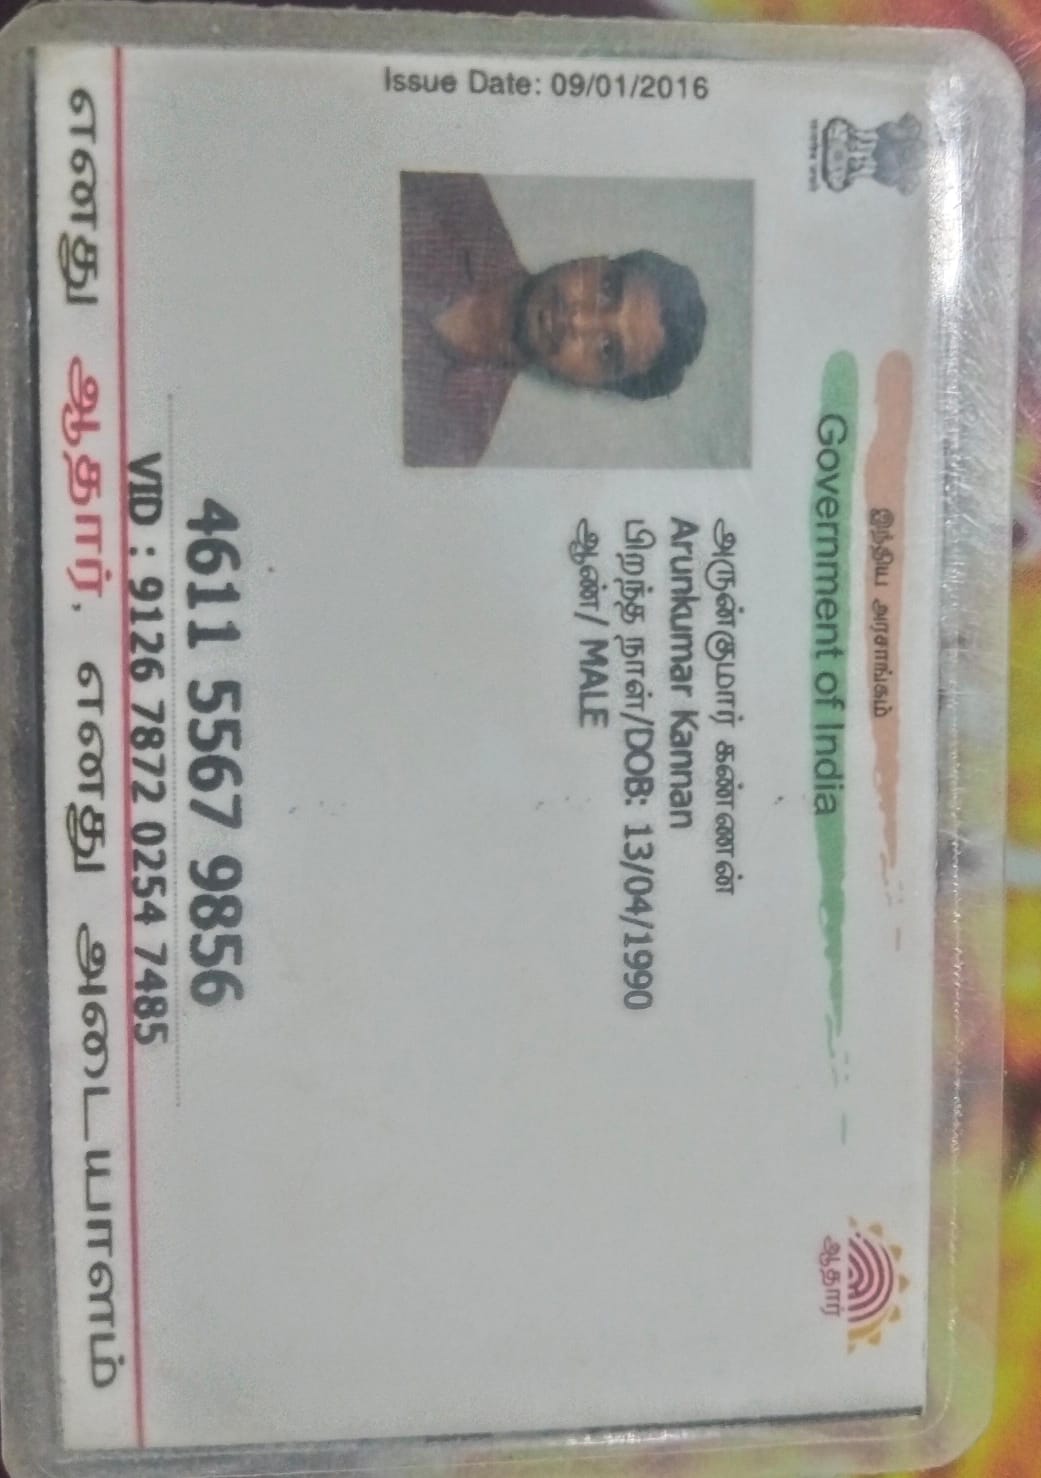 இந்திய அரசாங்கம்
Government of India
Issue Date: 09/01/2016
அருன்குமார் கண்ணன்
Arunkumar Kannan
பிறந்த நாள்/DOB: 13/04/1990
ஆண்/ MALE
ஆதார்
4611 5567 9856
VID : 9126 7872 0254 7485
எனது ஆதார், எனது அடையாளம்